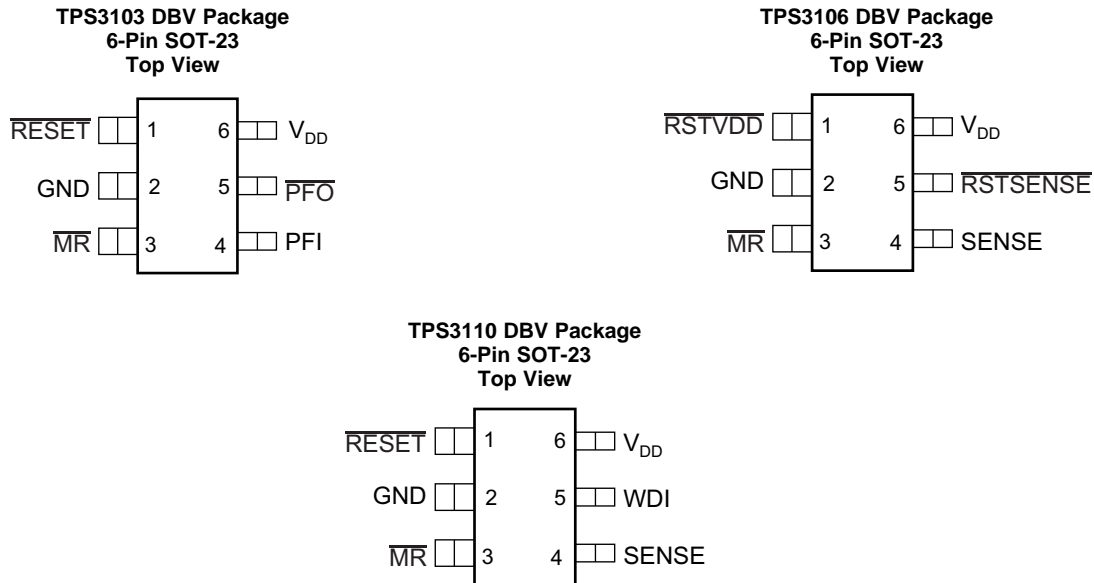 TPS3103 DBV Package
6-Pin SOT-23
Top View
RESET 1 6 VDD
GND 2 5 PFO
MR 3 4 PFI
TPS3106 DBV Package
6-Pin SOT-23
Top View
RSTVDD 1 6 VDD
GND 2 5 RSTSENSE
MR 3 4 SENSE
TPS3110 DBV Package
6-Pin SOT-23
Top View
RESET 1 6 VDD
GND 2 5 WDI
MR 3 4 SENSE